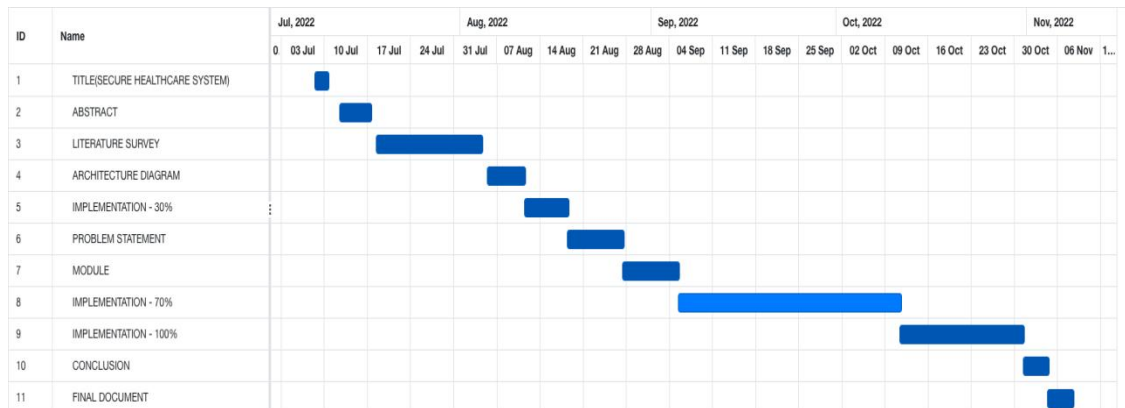 ID Name Jul, 2022 Aug, 2022 Sep, 2022 Oct, 2022 Nov, 2022
0 03 Jul 10 Jul 17 Jul 24 Jul 31 Jul 07 Aug 14 Aug 21 Aug 28 Aug 04 Sep 11 Sep 18 Sep 25 Sep 02 Oct 09 Oct 16 Oct 23 Oct 30 Oct 06 Nov 1...
1 TITLE(SECURE HEALTHCARE SYSTEM)
2 ABSTRACT
3 LITERATURE SURVEY
4 ARCHITECTURE DIAGRAM
5 IMPLEMENTATION - 30%
6 PROBLEM STATEMENT
7 MODULE
8 IMPLEMENTATION - 70%
9 IMPLEMENTATION - 100%
10 CONCLUSION
11 FINAL DOCUMENT